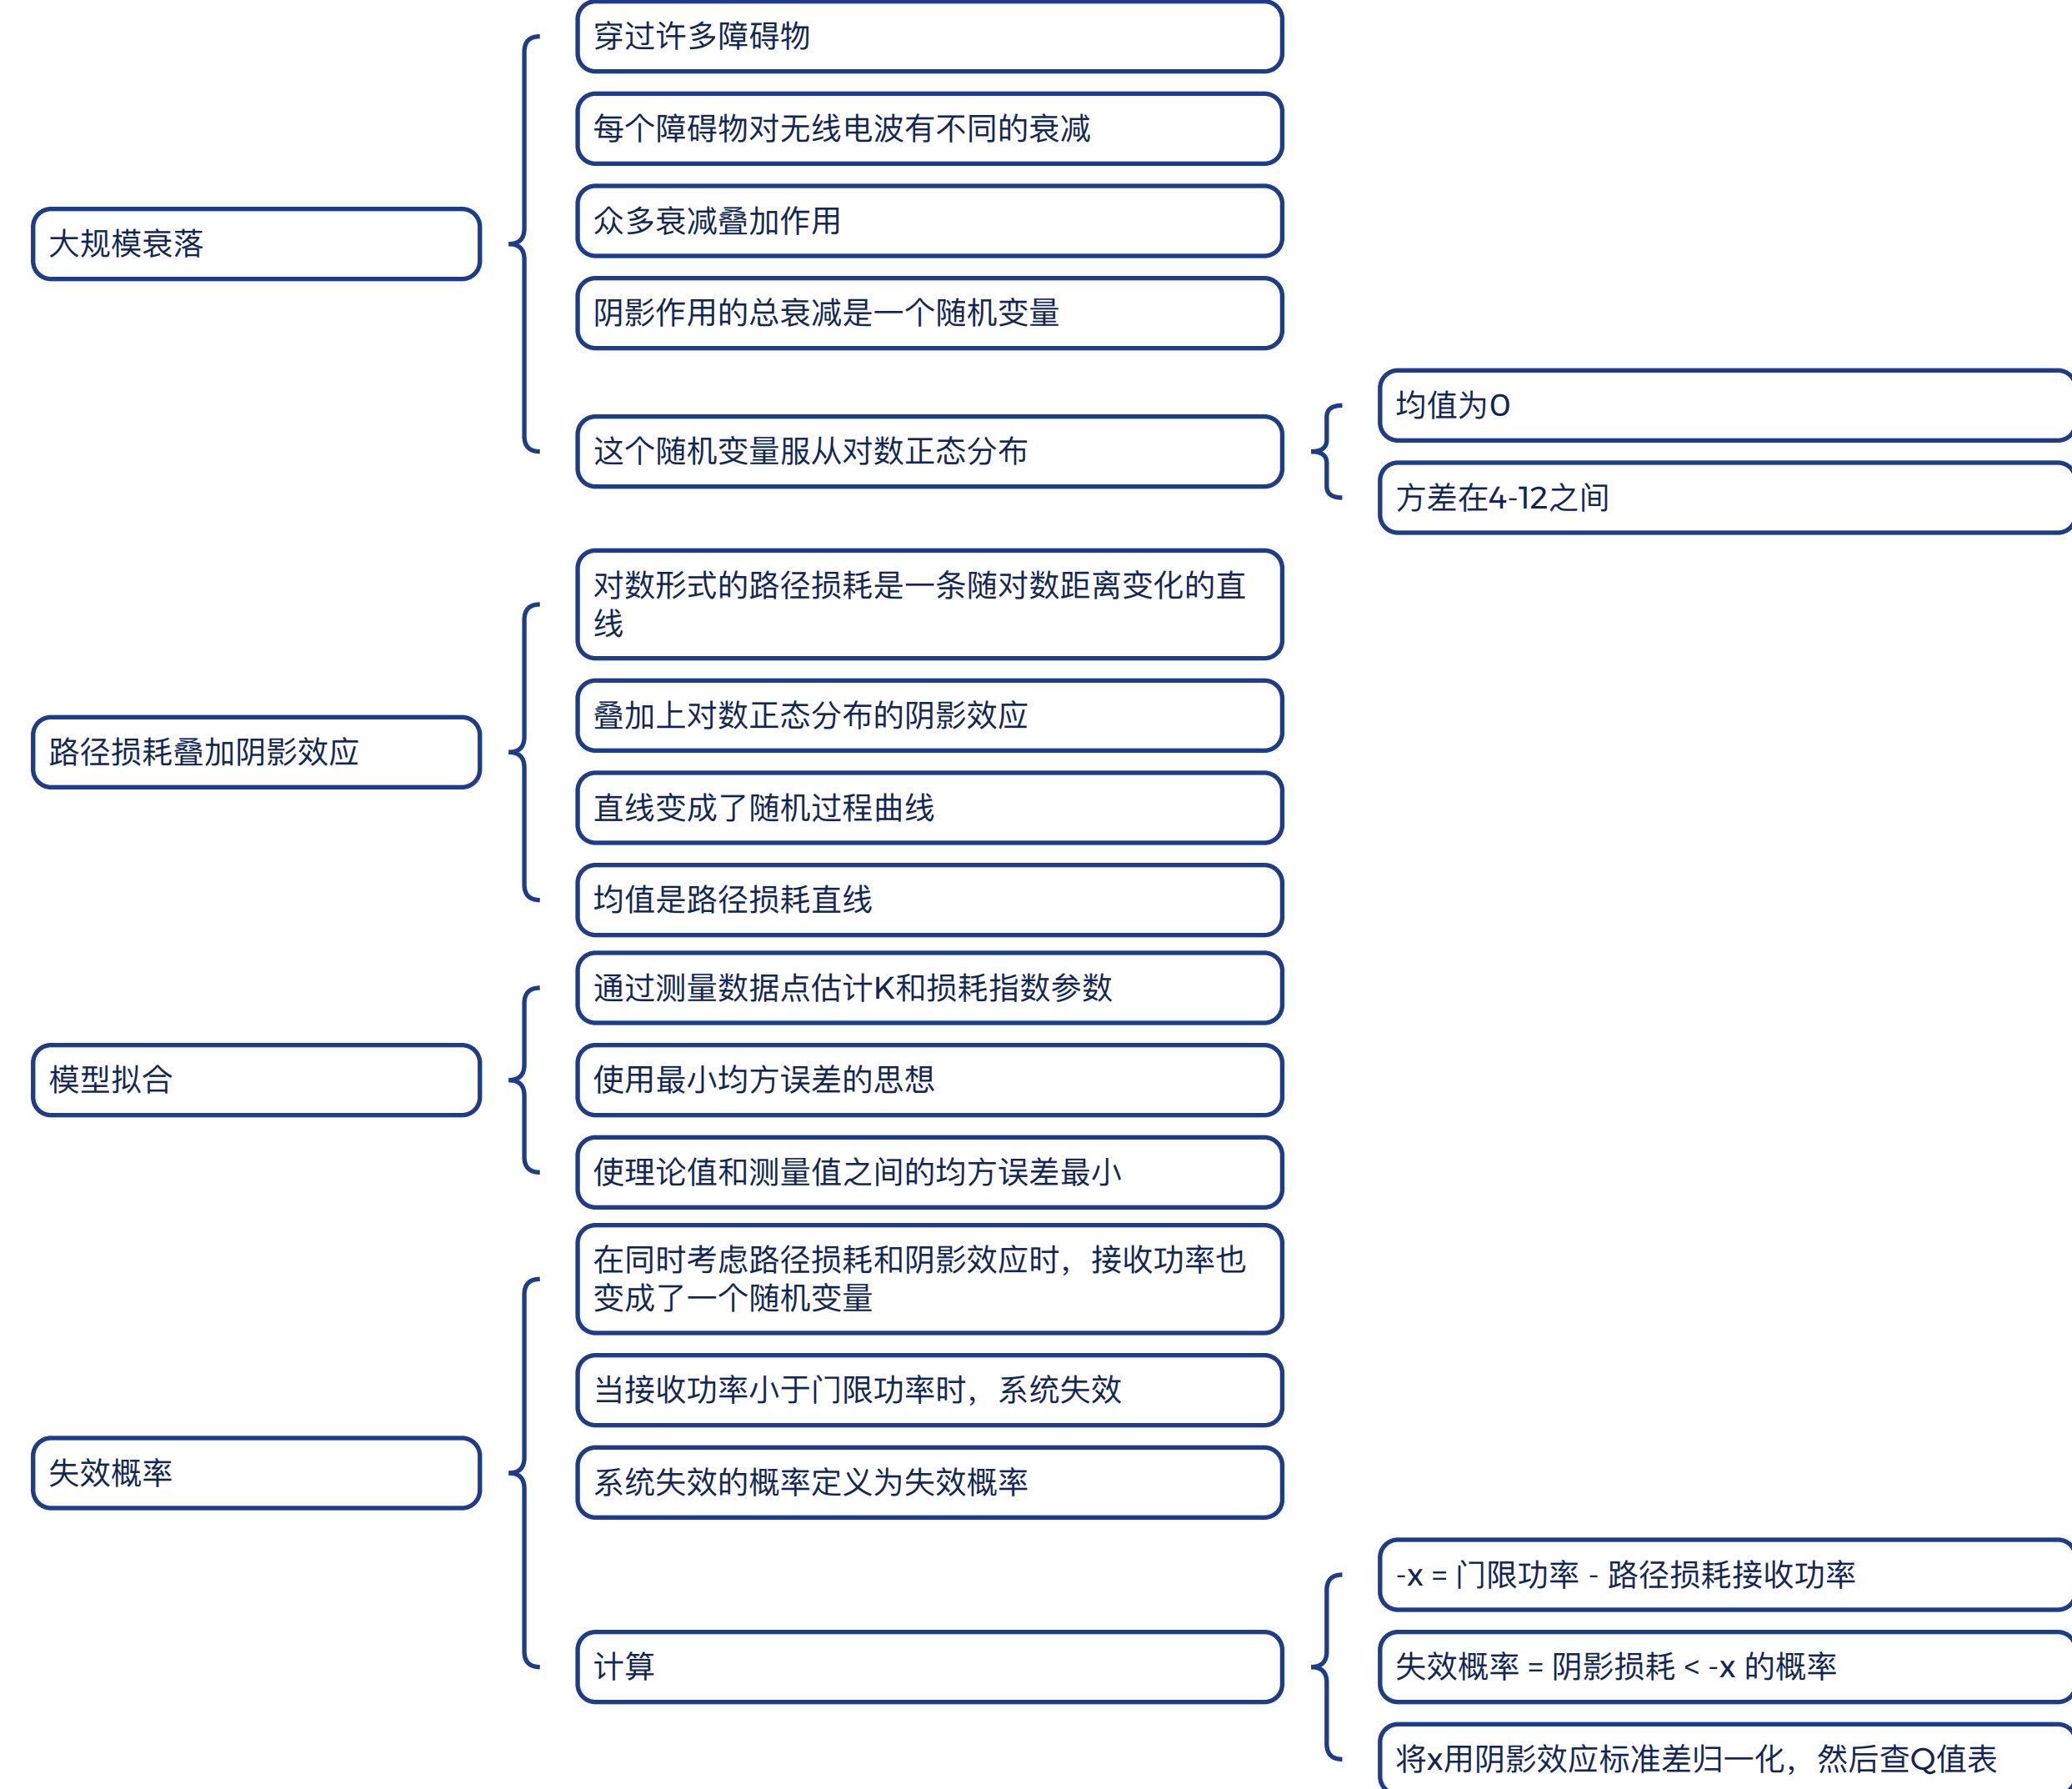 大规模衰落
穿过许多障碍物
每个障碍物对无线电波有不同的衰减
众多衰减叠加作用
阴影作用的总衰减是一个随机变量
这个随机变量服从对数正态分布
均值为0
方差在4-12之间
路径损耗叠加阴影效应
对数形式的路径损耗是一条随对数距离变化的直
线
叠加上对数正态分布的阴影效应
直线变成了随机过程曲线
均值是路径损耗直线
模型拟合
通过测量数据点估计K和损耗指数参数
使用最小均方误差的思想
使理论值和测量值之间的均方误差最小
失效概率
在同时考虑路径损耗和阴影效应时，接收功率也
变成了一个随机变量
当接收功率小于门限功率时，系统失效
系统失效的概率定义为失效概率
计算
-x = 门限功率 - 路径损耗接收功率
失效概率 = 阴影损耗 < -x 的概率
将x用阴影效应标准差归一化，然后查Q值表